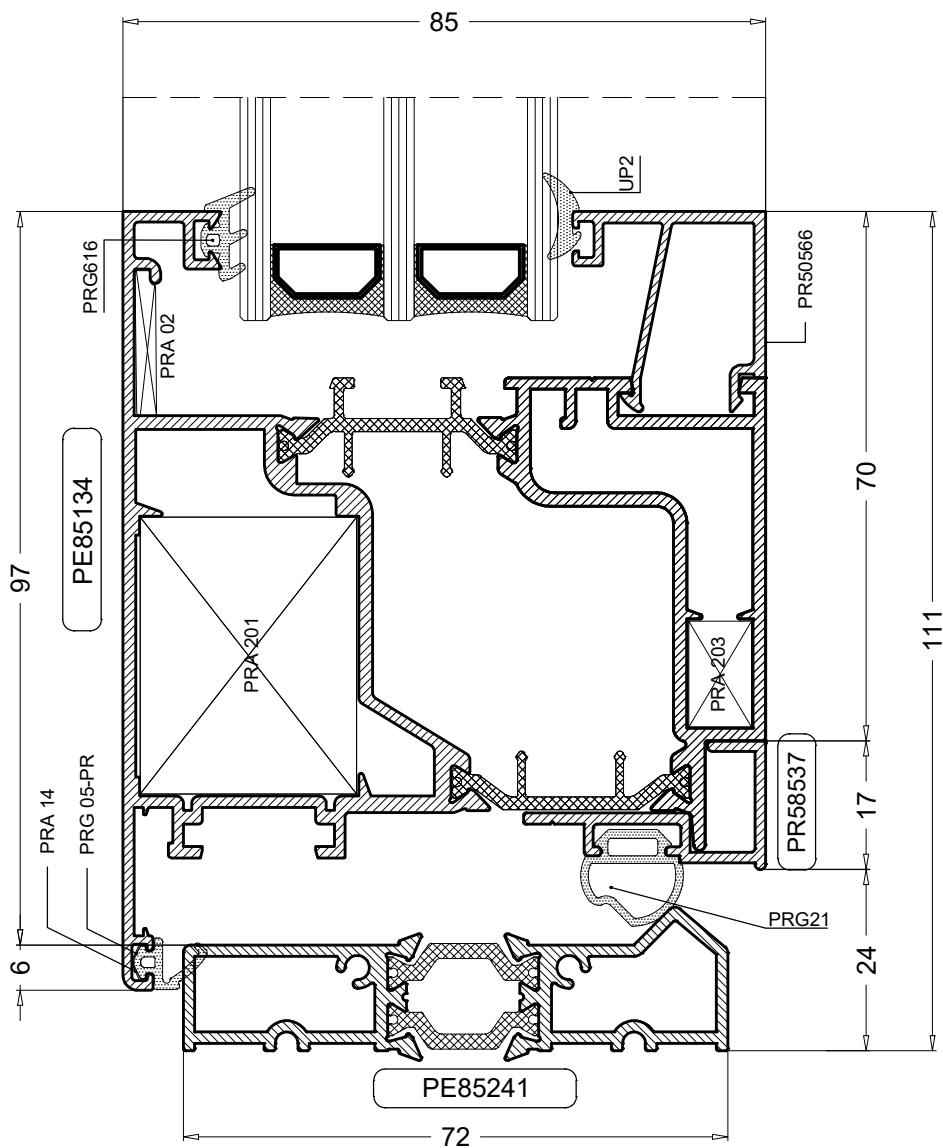 85
UP2
PRG616
PR50566
PRA 02
PE85134
70
97
111
PRA 201
PRA 203
PRA 14
PRG 05-PR
PR58537
17
PRG21
6
24
PE85241
72